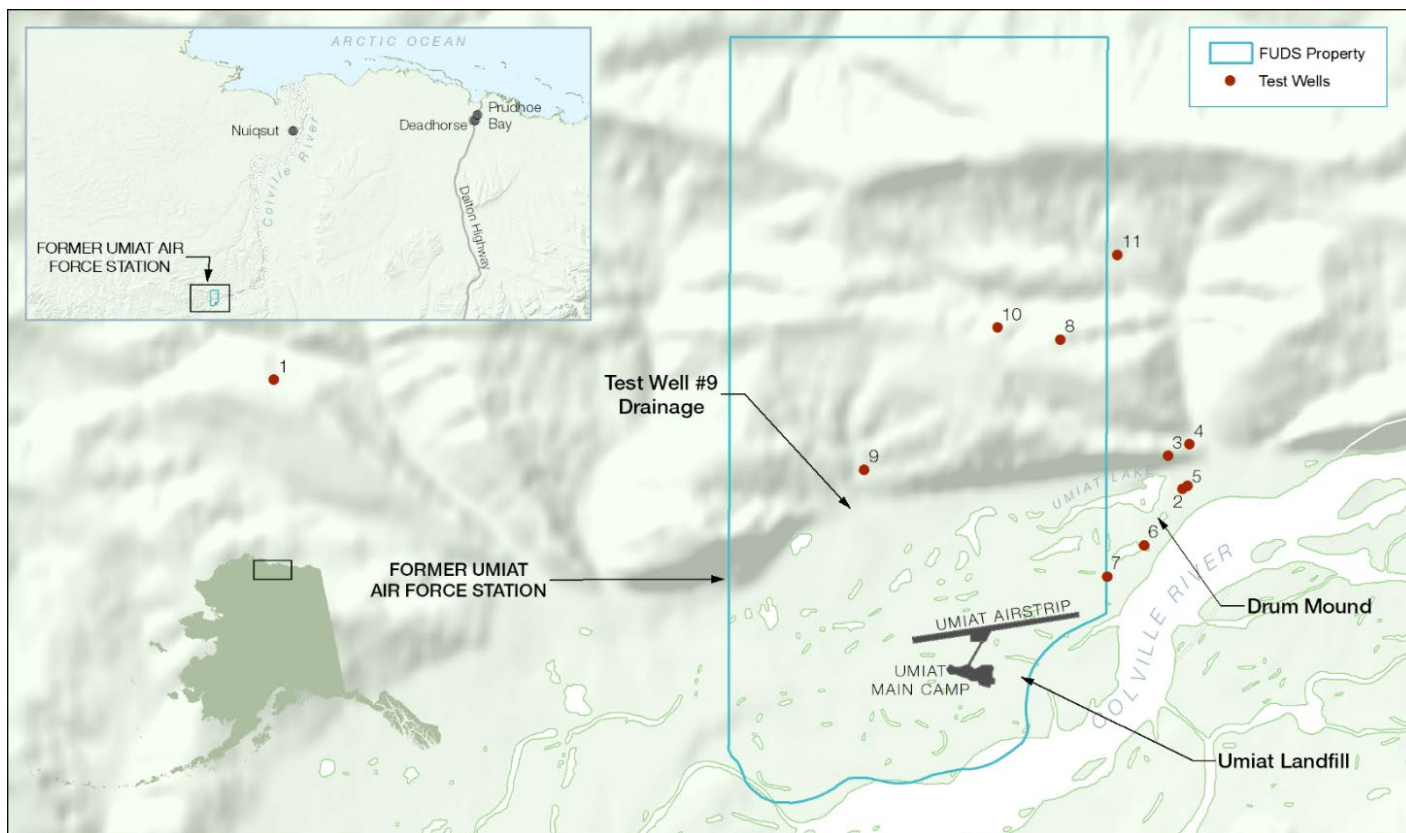 ARCTIC OCEAN
Nuiqsut
Prudhoe
Bay
Deadhorse
Colville River
Dalton Highway
FORMER UMIAT AIR
FORCE STATION
FUDS Property
Test Wells
11
10
8
1
Test Well #9
Drainage
9
4
3
5
2
UMIAT LAKE
6
7
FORMER UMIAT
AIR FORCE STATION
Drum Mound
UMIAT AIRSTRIP
UMIAT
MAIN CAMP
COLVILLE RIVER
Umiat Landfill